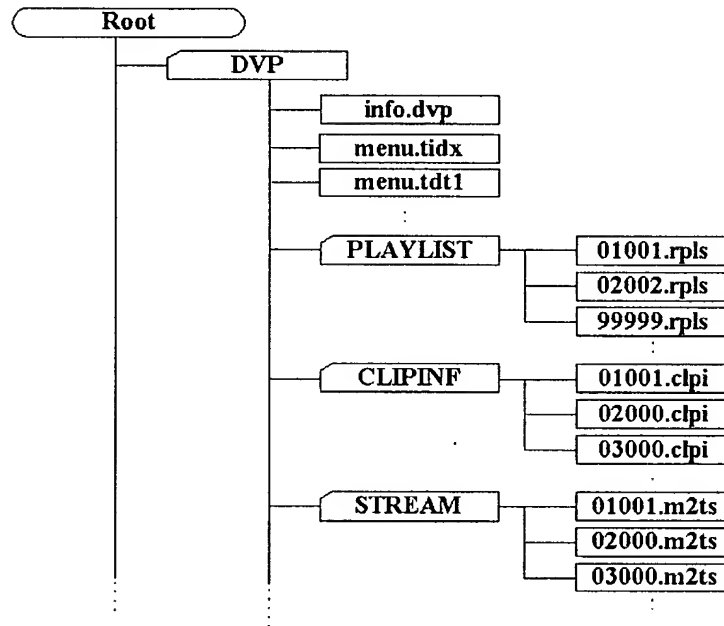 Root
DVP
info.dvp
menu.tidx
menu.tdt1
PLAYLIST
01001.rpls
02002.rpls
99999.rpls
CLIPINF
01001.clpi
02000.clpi
03000.clpi
STREAM
01001.m2ts
02000.m2ts
03000.m2ts